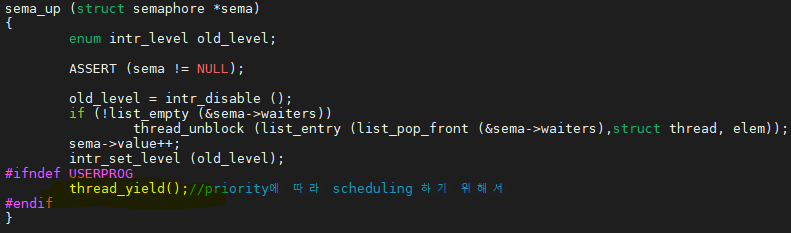 sema_up (struct semaphore *sema)
{
enum intr_level old_level;
ASSERT (sema != NULL);
old_level = intr_disable ();
if (!list_empty (&sema->waiters))
thread_unblock (list_entry (list_pop_front (&sema->waiters),struct thread, elem));
sema->value++;
intr_set_level (old_level);
#ifndef USERPROG
thread_yield();//priority에 따라 scheduling 하기 위해서
#endif
}